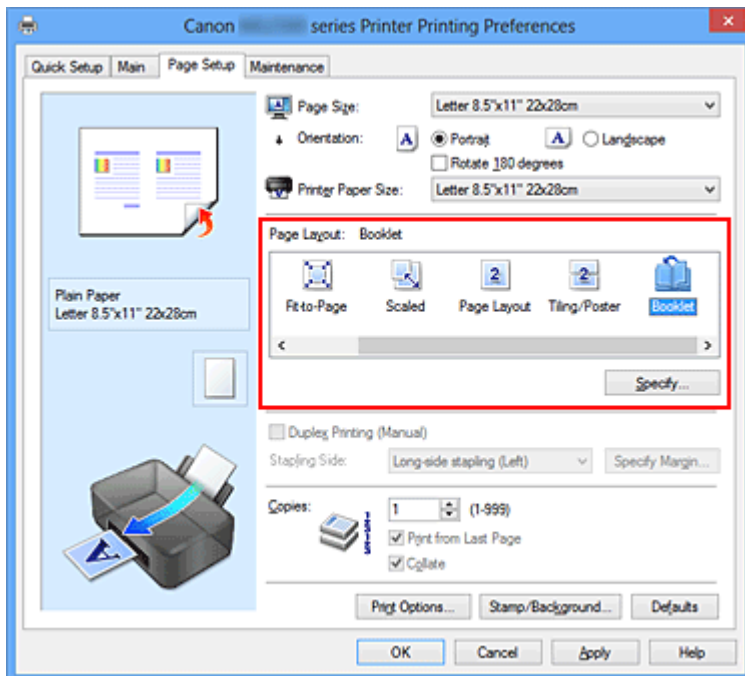 Canon series Printer Printing Preferences
Quick Setup Main Page Setup Maintenance
Page Size: Letter 8.5"x11" 22x28cm
Orientation: A Portrait A Landscape
Rotate 180 degrees
Printer Paper Size: Letter 8.5"x11" 22x28cm
Page Layout: Booklet
Fit-to-Page Scaled Page Layout Tiling/Poster Booklet
Specify...
Plain Paper
Letter 8.5"x11" 22x28cm
Duplex Printing (Manual)
Stapling Side: Long-side stapling (Left) Specify Margin...
Copies: 1 (1-999)
Print from Last Page
Collate
Print Options... Stamp/Background... Defaults
OK Cancel Apply Help